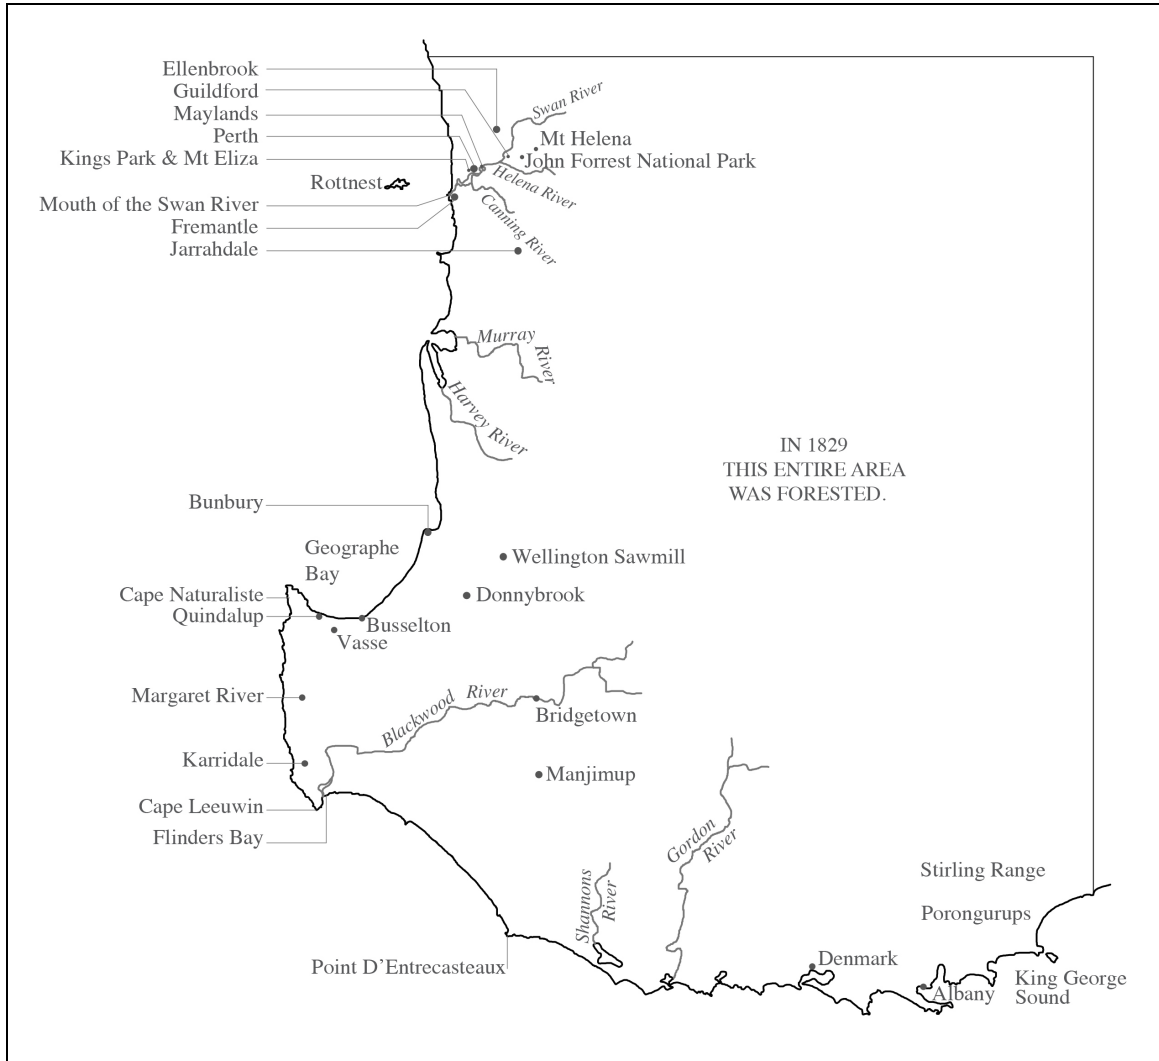 Ellenbrook
Guildford
Maylands
Perth
Kings Park & Mt Eliza
Rottnest
Mouth of the Swan River
Fremantle
Jarrahdale
Swan River
Mt Helena
John Forrest National Park
Helena River
Canning River
Murray River
Harvey River
IN 1829
THIS ENTIRE AREA
WAS FORESTED.
Bunbury
Geographe
Bay
Wellington Sawmill
Cape Naturaliste
Donnybrook
Quindalup
Busselton
Vasse
Margaret River
Blackwood River
Bridgetown
Karridale
Manjimup
Cape Leeuwin
Flinders Bay
Gordon
River
Shannons
River
Stirling Range
Porongurups
Point D’Entrecasteaux
Denmark
Albany
King George
Sound